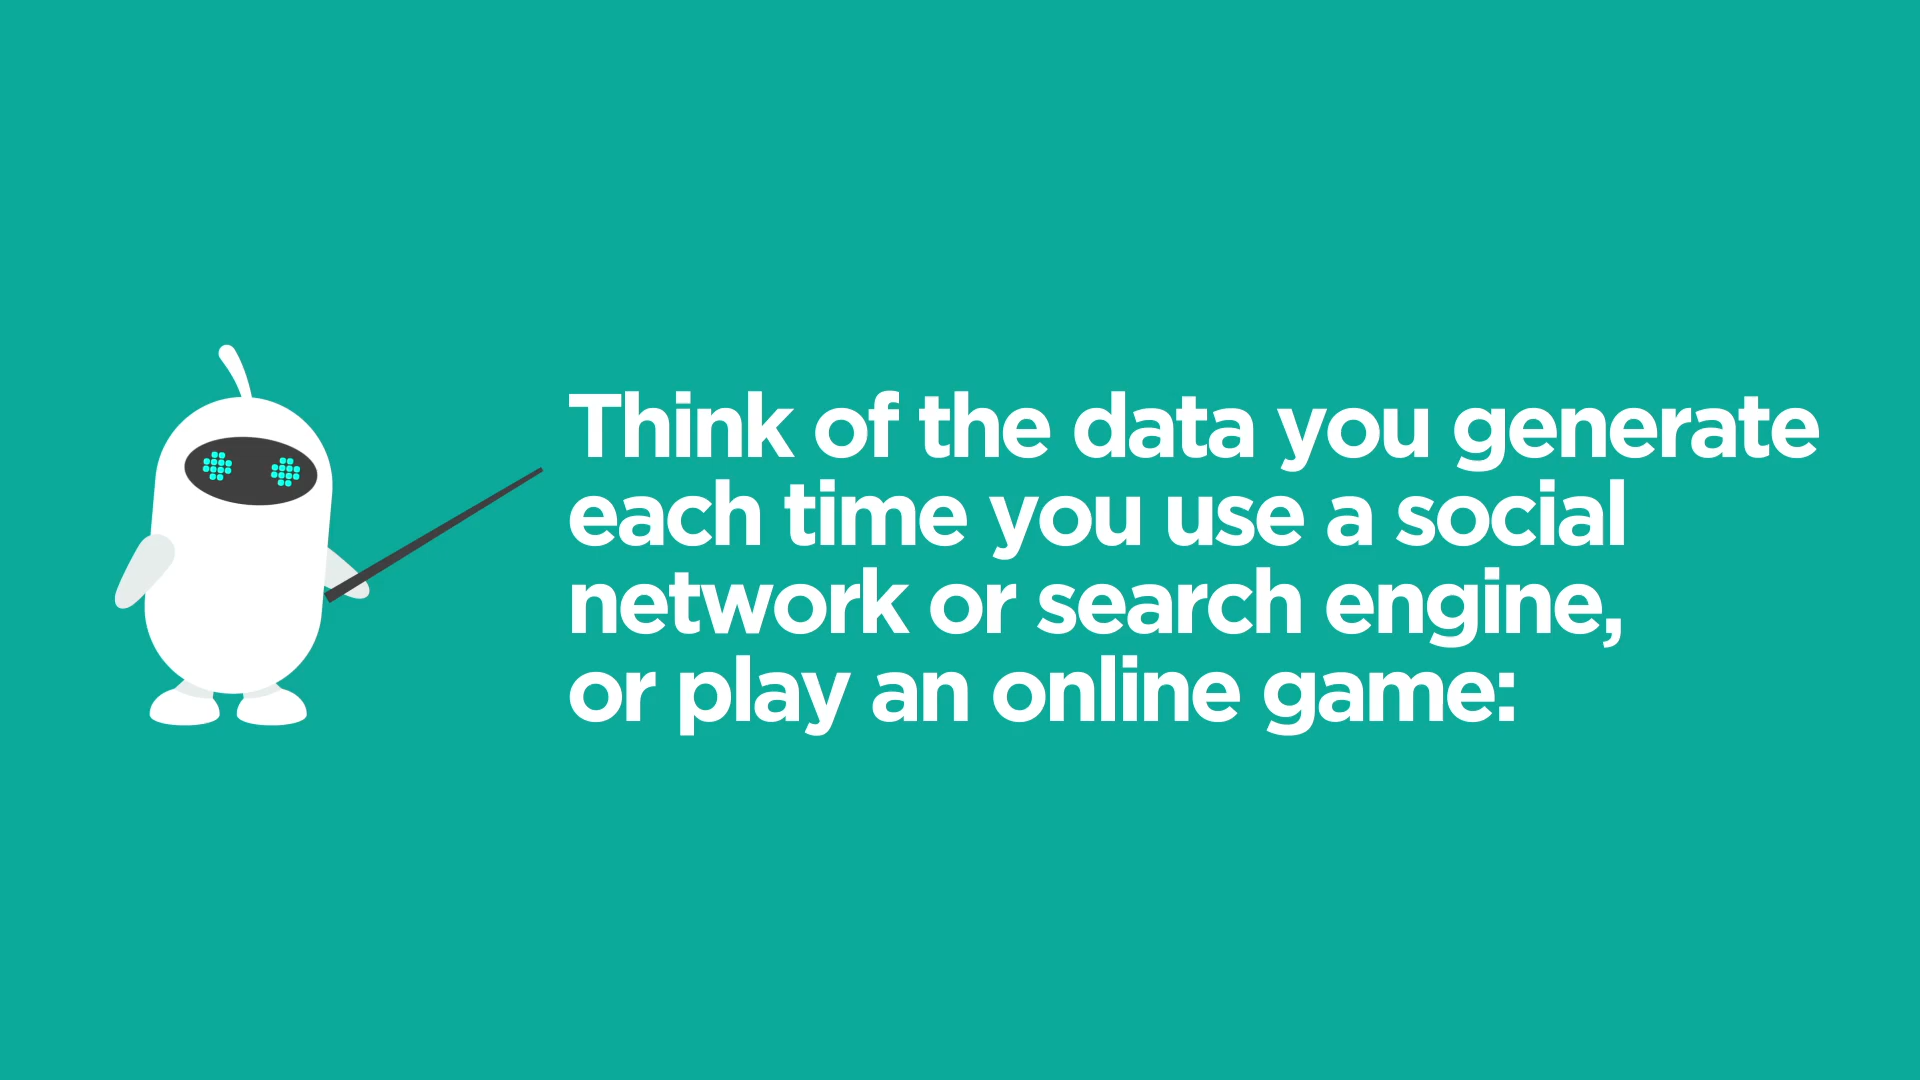 Think of the data you generate
each time you use a social
network or search engine,
or play an online game: